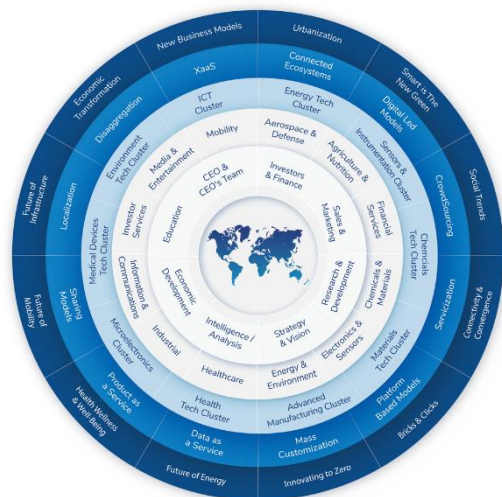 New Business Models
Urbanization
Smart is The
New Green
Social Trends
Connectivity &
Convergence
Bricks & Clicks
Innovating to Zero
Future of Energy
Health Wellness
& Well-Being
Future of
Mobility
Future of
Infrastructure
Economic
Transformation
XaaS
Connected
Ecosystems
Digital Led
Models
CrowdSourcing
Servicization
Platform
Based Models
Mass
Customization
Data as
a Service
Product as
a Service
Sharing
Models
Localization
Disaggregation
ICT
Cluster
Energy Tech
Cluster
Sensors &
Instrumentation Cluster
Chemcials
Tech Cluster
Materials
Tech Cluster
Advanced
Manufacturing Cluster
Health
Tech Cluster
Microelectronics
Cluster
Medical Devices
Tech Cluster
Environment
Tech Cluster
Mobility
Aerospace &
Defense
Agriculture &
Nutrition
Financial
Services
Chemicals &
Materials
Electronics &
Sensors
Energy &
Environment
Healthcare
Industrial
Information &
Communications
Investor
Services
Media &
Entertainment
CEO &
CEO's Team
Investors
& Finance
Sales &
Marketing
Research &
Development
Strategy
& Vision
Intelligence /
Analysis
Economic
Development
Education